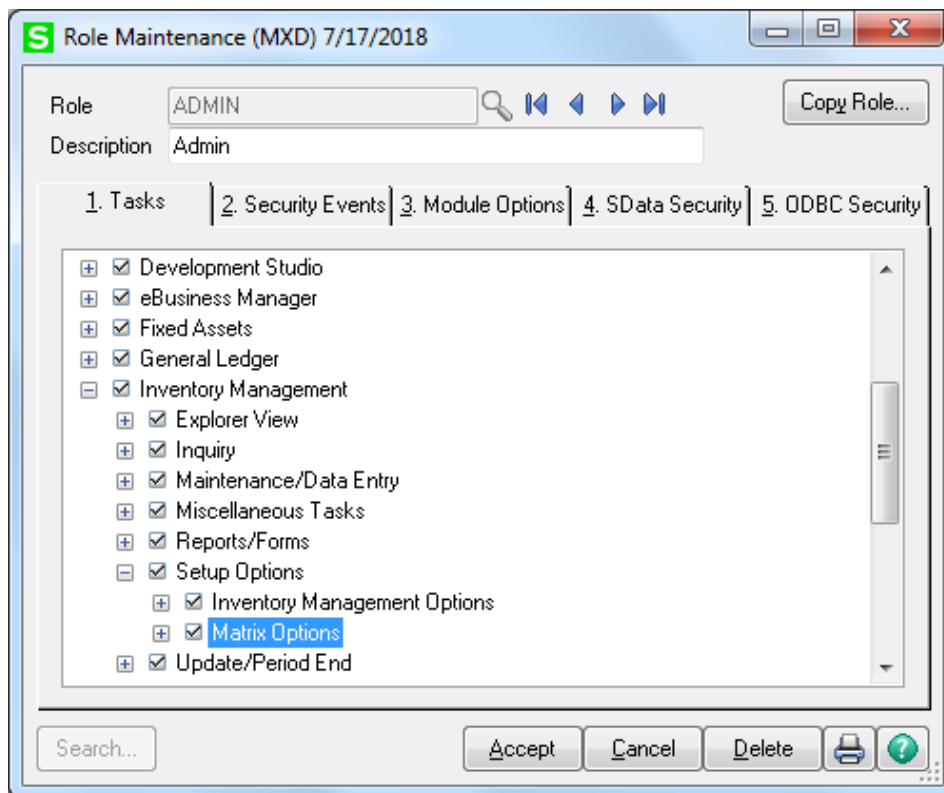 S Role Maintenance (MXD) 7/17/2018
Role ADMIN Copy Role...
Description Admin
1. Tasks 2. Security Events 3. Module Options 4. SData Security 5. ODBC Security
Development Studio
eBusiness Manager
Fixed Assets
General Ledger
Inventory Management
Explorer View
Inquiry
Maintenance/Data Entry
Miscellaneous Tasks
Reports/Forms
Setup Options
Inventory Management Options
Matrix Options
Update/Period End
Search... Accept Cancel Delete ?